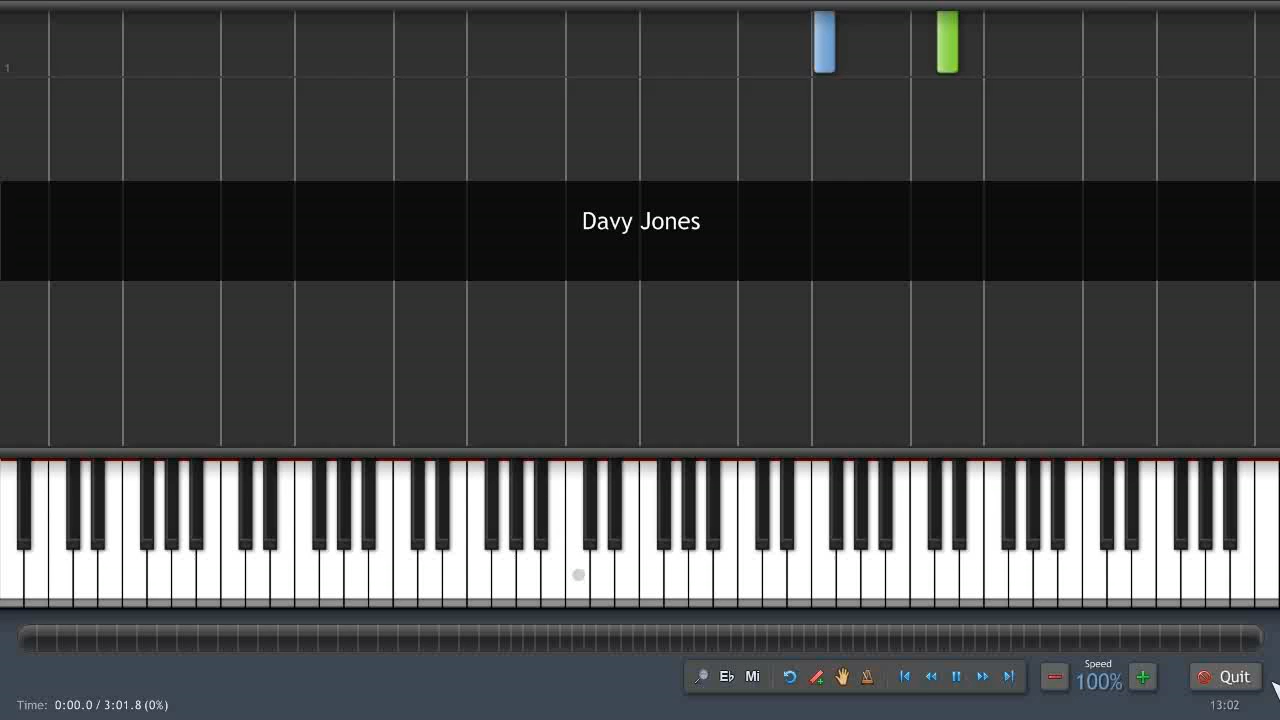 1
Davy Jones
Speed
Eb Mi 100% Quit
Time: 0:00.0 / 3:01.8 (0%) 13:02